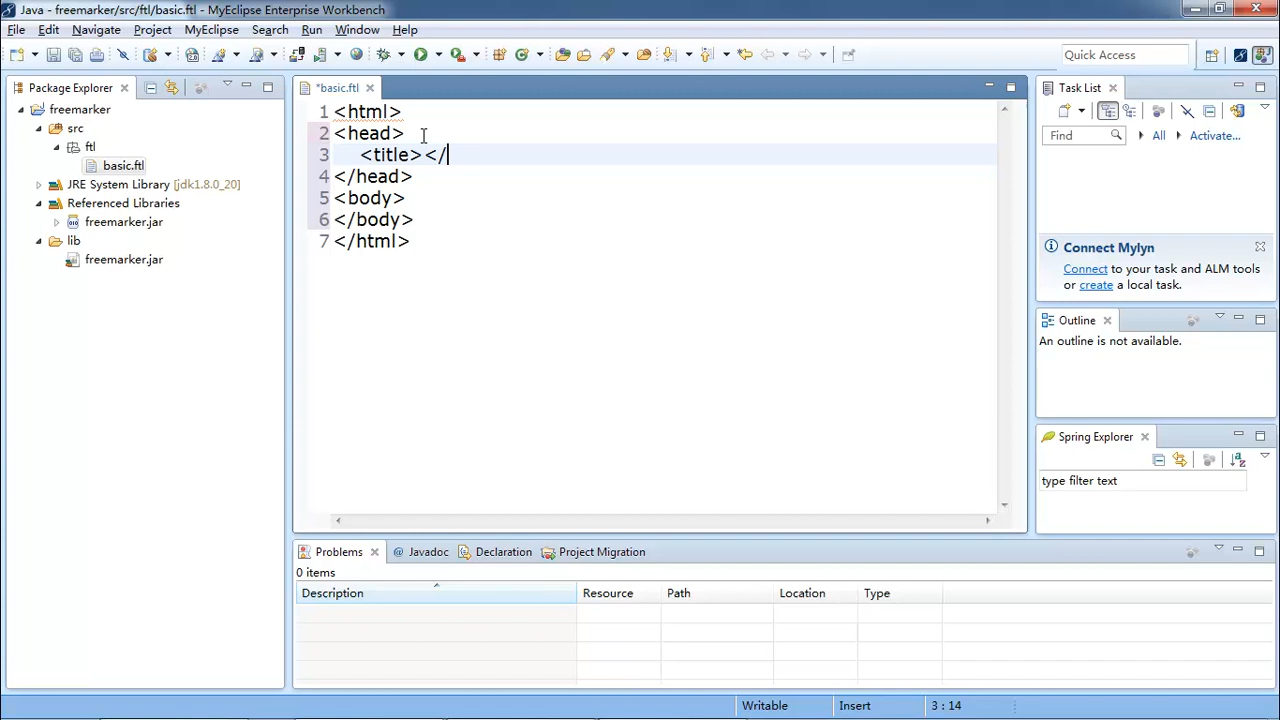 Java - freemarker/src/ftl/basic.ftl - MyEclipse Enterprise Workbench
File Edit Navigate MyEclipse Search Run Window Help
Quick Access
Package Explorer
freemarker
src
ftl
basic.ftl
JRE System Library [jdk1.8.0_20]
Referenced Libraries
freemarker.jar
lib
freemarker.jar
*basic.ftl
1 <html>
2 <head>
3 <title></
4 </head>
5 <body>
6 </body>
7 </html>
Task List
Find All Activate...
Connect Mylyn
Connect to your task and ALM tools
or create a local task.
Outline
An outline is not available.
Spring Explorer
type filter text
Problems @ Javadoc Declaration Project Migration
0 items
Description Resource Path Location Type
Writable Insert 3 : 14